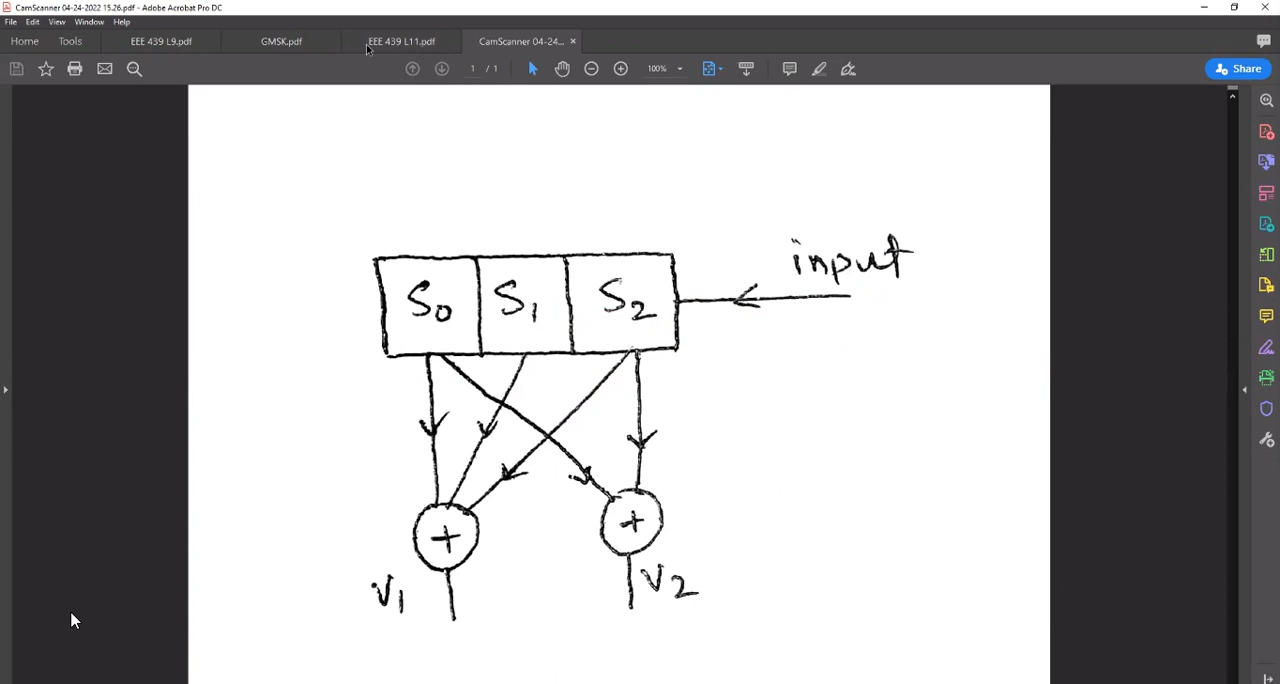 CamScanner 04-24-2022 15.26.pdf - Adobe Acrobat Pro DC
File Edit View Window Help
Home Tools EEE 439 L9.pdf GMSK.pdf EEE 439 L11.pdf CamScanner 04-24... ×
1 / 1 100% Share
input
S0 S1 S2
+ +
V1 V2